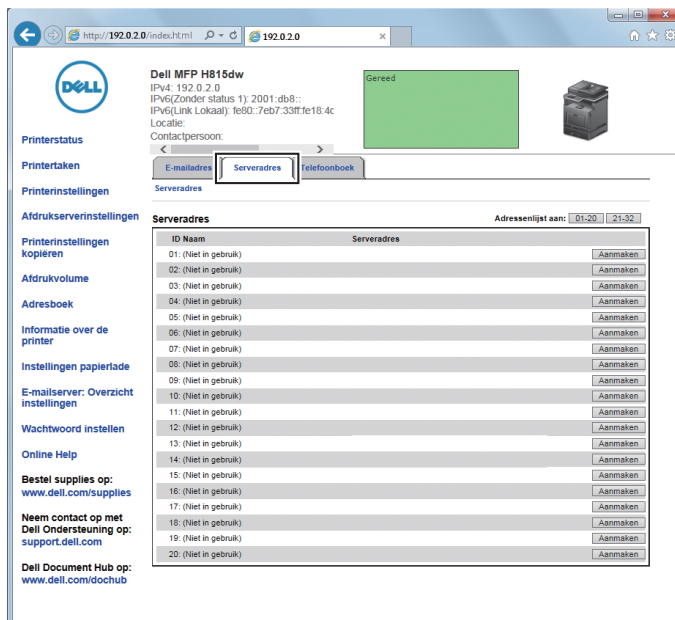 http://192.0.2.0/index.html
192.0.2.0
DELL
Dell MFP H815dw
IPv4: 192.0.2.0
IPv6(Zonder status 1): 2001:db8::
IPv6(Link Lokaal): fe80::7eb7:33ff:fe18:4c
Locatie:
Contactpersoon:
Gereed
Printerstatus
Printertaken
Printerinstellingen
Afdrukserverinstellingen
Printerinstellingen
kopiëren
Afdrukvolume
Adresboek
Informatie over de
printer
Instellingen papierlade
E-mailserver: Overzicht
instellingen
Wachtwoord instellen
Online Help
Bestel supplies op:
www.dell.com/supplies
Neem contact op met
Dell Ondersteuning op:
support.dell.com
Dell Document Hub op:
www.dell.com/dochub
E-mailadres Serveradres Telefoonboek
Serveradres
Serveradres Adressenlijst aan: 01-20 21-32
ID Naam Serveradres
01: (Niet in gebruik) Aanmaken
02: (Niet in gebruik) Aanmaken
03: (Niet in gebruik) Aanmaken
04: (Niet in gebruik) Aanmaken
05: (Niet in gebruik) Aanmaken
06: (Niet in gebruik) Aanmaken
07: (Niet in gebruik) Aanmaken
08: (Niet in gebruik) Aanmaken
09: (Niet in gebruik) Aanmaken
10: (Niet in gebruik) Aanmaken
11: (Niet in gebruik) Aanmaken
12: (Niet in gebruik) Aanmaken
13: (Niet in gebruik) Aanmaken
14: (Niet in gebruik) Aanmaken
15: (Niet in gebruik) Aanmaken
16: (Niet in gebruik) Aanmaken
17: (Niet in gebruik) Aanmaken
18: (Niet in gebruik) Aanmaken
19: (Niet in gebruik) Aanmaken
20: (Niet in gebruik) Aanmaken